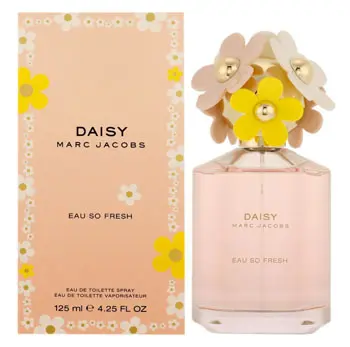 DAISY
MARC JACOBS
EAU SO FRESH
EAU DE TOILETTE SPRAY
EAU DE TOILETTE VAPORISATEUR
125 ml ℮ 4.25 FL OZ
DAISY
MARC JACOBS
EAU SO FRESH